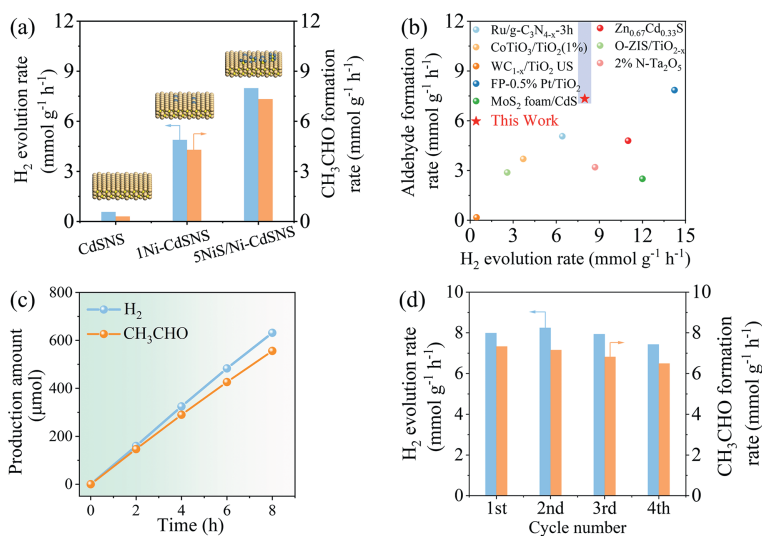 (a)
H₂ evolution rate
(mmol g⁻¹ h⁻¹)
12
9
6
3
0
CdSNS
1Ni-CdSNS
5NiS/Ni-CdSNS
12
9
6
3
0
CH₃CHO formation
rate (mmol g⁻¹ h⁻¹)
(b)
Aldehyde formation
rate (mmol g⁻¹ h⁻¹)
12
9
6
3
0
Ru/g-C₃N₄₋ₓ-3h
CoTiO₃/TiO₂(1%)
WC₁₋ₓ/TiO₂ US
FP-0.5% Pt/TiO₂
MoS₂ foam/CdS
This Work
Zn₀.₆₇Cd₀.₃₃S
O-ZIS/TiO₂₋ₓ
2% N-Ta₂O₅
0 3 6 9 12 15
H₂ evolution rate (mmol g⁻¹ h⁻¹)
(c)
Production amount
(μmol)
800
600
400
200
0
H₂
CH₃CHO
0 2 4 6 8
Time (h)
(d)
H₂ evolution rate
(mmol g⁻¹ h⁻¹)
10
8
6
4
2
0
1st 2nd 3rd 4th
Cycle number
10
8
6
4
2
0
CH₃CHO formation
rate (mmol g⁻¹ h⁻¹)